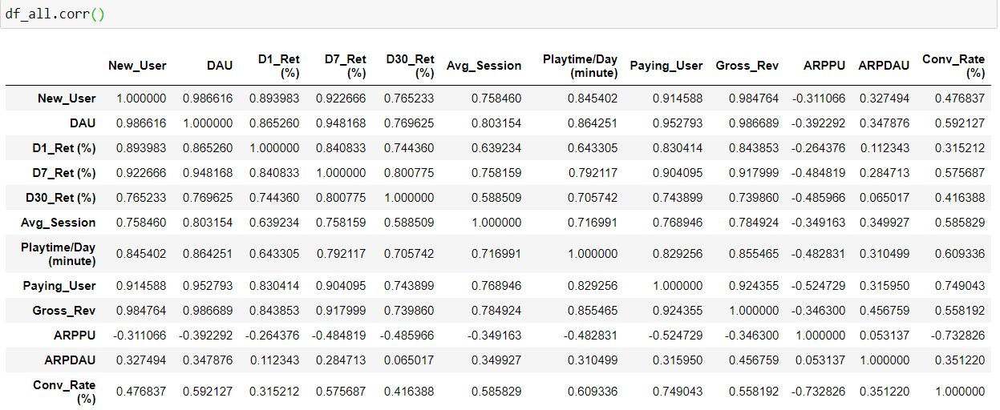 df_all.corr()
New_User DAU D1_Ret (%) D7_Ret (%) D30_Ret (%) Avg_Session Playtime/Day (minute) Paying_User Gross_Rev ARPPU ARPDAU Conv_Rate (%)
New_User 1.000000 0.986616 0.893983 0.922666 0.765233 0.758460 0.845402 0.914588 0.984764 -0.311066 0.327494 0.476837
DAU 0.986616 1.000000 0.865260 0.948168 0.769625 0.803154 0.864251 0.952793 0.986689 -0.392292 0.347876 0.592127
D1_Ret (%) 0.893983 0.865260 1.000000 0.840833 0.744360 0.639234 0.643305 0.830414 0.843853 -0.264376 0.112343 0.315212
D7_Ret (%) 0.922666 0.948168 0.840833 1.000000 0.800775 0.758159 0.792117 0.904095 0.917999 -0.484819 0.284713 0.575687
D30_Ret (%) 0.765233 0.769625 0.744360 0.800775 1.000000 0.588509 0.705742 0.743899 0.739860 -0.485966 0.065017 0.416388
Avg_Session 0.758460 0.803154 0.639234 0.758159 0.588509 1.000000 0.716991 0.768946 0.784924 -0.349163 0.349927 0.585829
Playtime/Day (minute) 0.845402 0.864251 0.643305 0.792117 0.705742 0.716991 1.000000 0.829256 0.855465 -0.482831 0.310499 0.609336
Paying_User 0.914588 0.952793 0.830414 0.904095 0.743899 0.768946 0.829256 1.000000 0.924355 -0.524729 0.315950 0.749043
Gross_Rev 0.984764 0.986689 0.843853 0.917999 0.739860 0.784924 0.855465 0.924355 1.000000 -0.346300 0.456759 0.558192
ARPPU -0.311066 -0.392292 -0.264376 -0.484819 -0.485966 -0.349163 -0.482831 -0.524729 -0.346300 1.000000 0.053137 -0.732826
ARPDAU 0.327494 0.347876 0.112343 0.284713 0.065017 0.349927 0.310499 0.315950 0.456759 0.053137 1.000000 0.351220
Conv_Rate (%) 0.476837 0.592127 0.315212 0.575687 0.416388 0.585829 0.609336 0.749043 0.558192 -0.732826 0.351220 1.000000